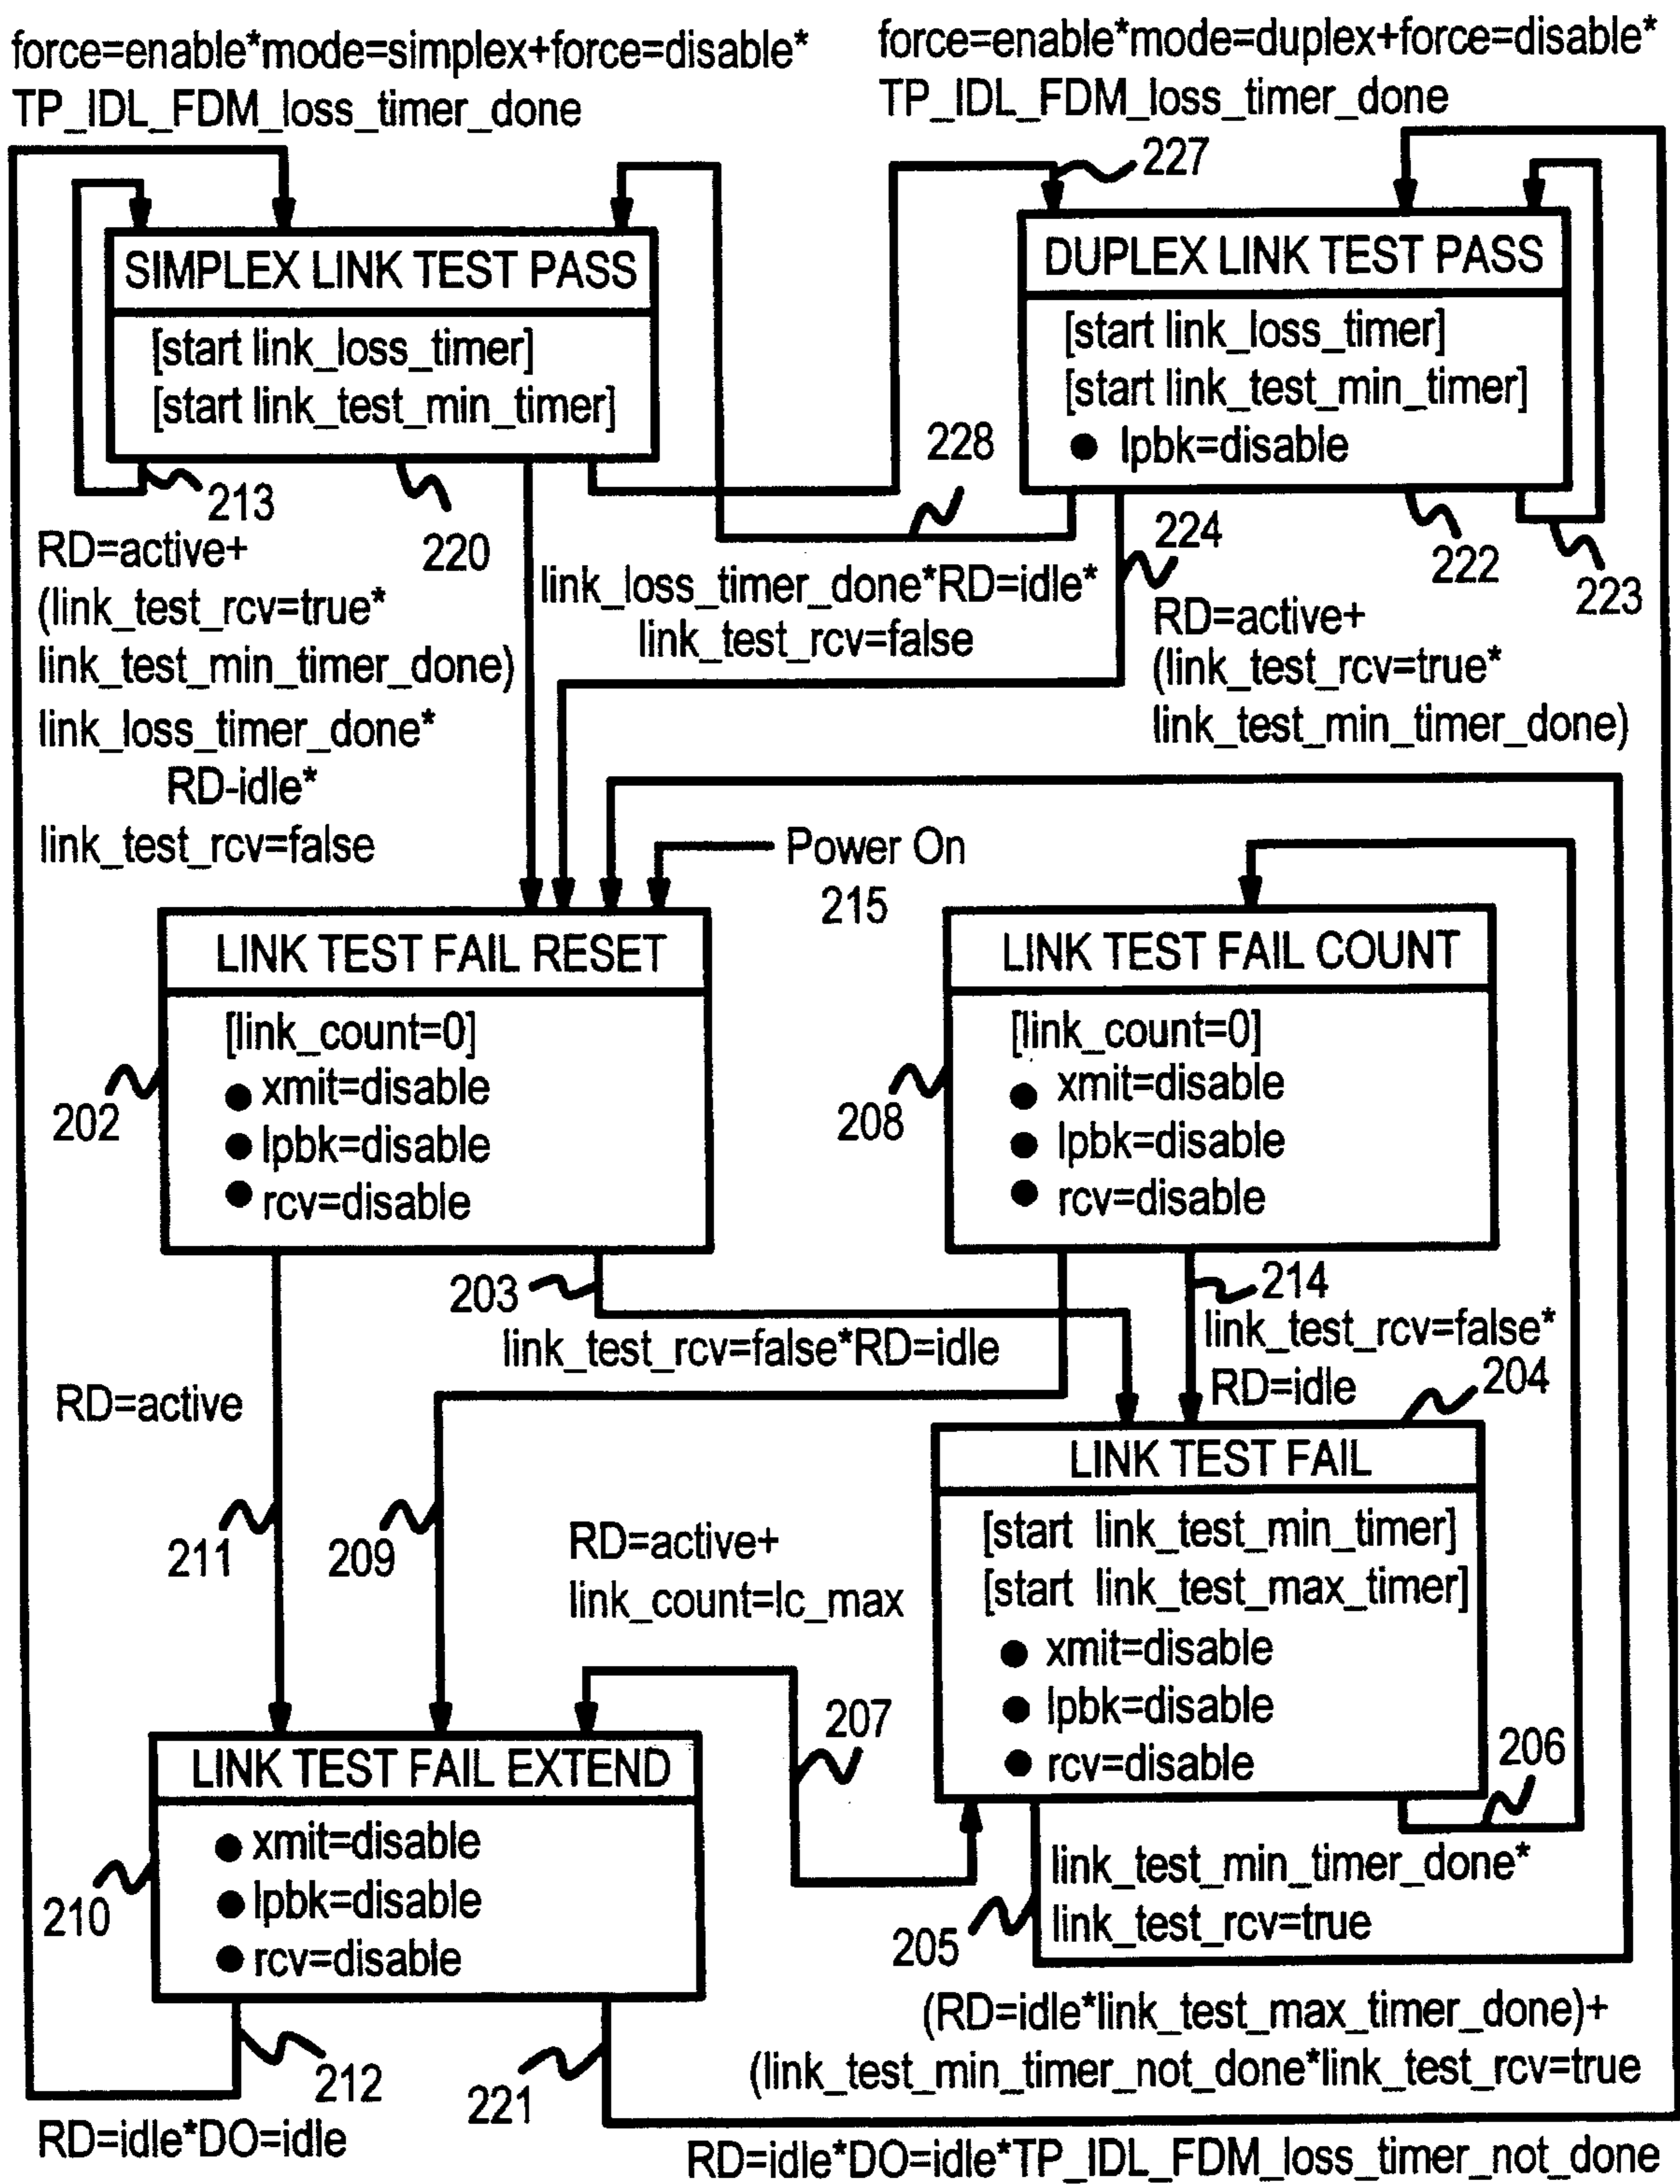 force=enable*mode=simplex+force=disable*
TP_IDL_FDM_loss_timer_done
force=enable*mode=duplex+force=disable*
TP_IDL_FDM_loss_timer_done
227
SIMPLEX LINK TEST PASS
[start link_loss_timer]
[start link_test_min_timer]
DUPLEX LINK TEST PASS
[start link_loss_timer]
[start link_test_min_timer]
● lpbk=disable
228
213
220
224
222
223
RD=active+
(link_test_rcv=true*
link_test_min_timer_done)
link_loss_timer_done*
RD-idle*
link_test_rcv=false
link_loss_timer_done*RD=idle*
link_test_rcv=false
RD=active+
(link_test_rcv=true*
link_test_min_timer_done)
Power On
215
LINK TEST FAIL RESET
[link_count=0]
● xmit=disable
● lpbk=disable
● rcv=disable
202
LINK TEST FAIL COUNT
[link_count=0]
● xmit=disable
● lpbk=disable
● rcv=disable
208
203
link_test_rcv=false*RD=idle
214
link_test_rcv=false*
RD=idle
204
RD=active
211
209
LINK TEST FAIL
[start link_test_min_timer]
[start link_test_max_timer]
● xmit=disable
● lpbk=disable
● rcv=disable
RD=active+
link_count=lc_max
207
206
LINK TEST FAIL EXTEND
● xmit=disable
● lpbk=disable
● rcv=disable
210
link_test_min_timer_done*
link_test_rcv=true
205
(RD=idle*link_test_max_timer_done)+
(link_test_min_timer_not_done*link_test_rcv=true
212
221
RD=idle*DO=idle
RD=idle*DO=idle*TP_IDL_FDM_loss_timer_not_done